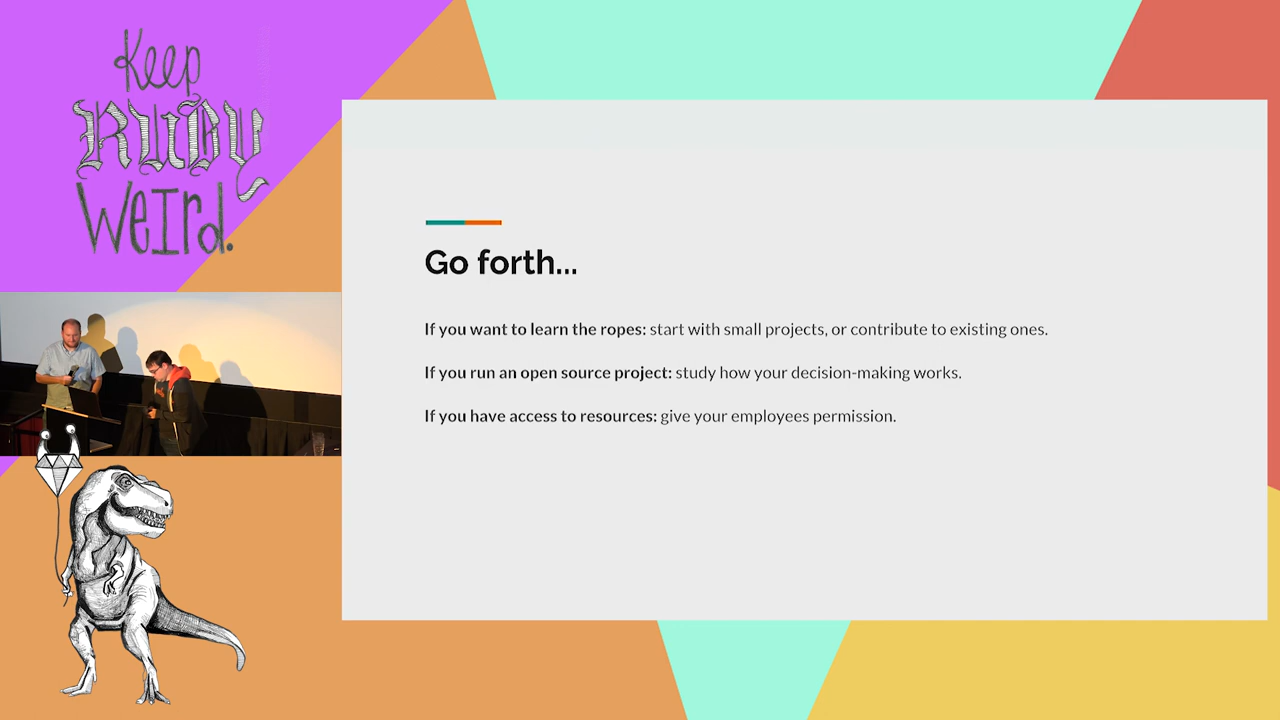 Keep
RUBY
WeIrd.
Go forth...
If you want to learn the ropes: start with small projects, or contribute to existing ones.
If you run an open source project: study how your decision-making works.
If you have access to resources: give your employees permission.